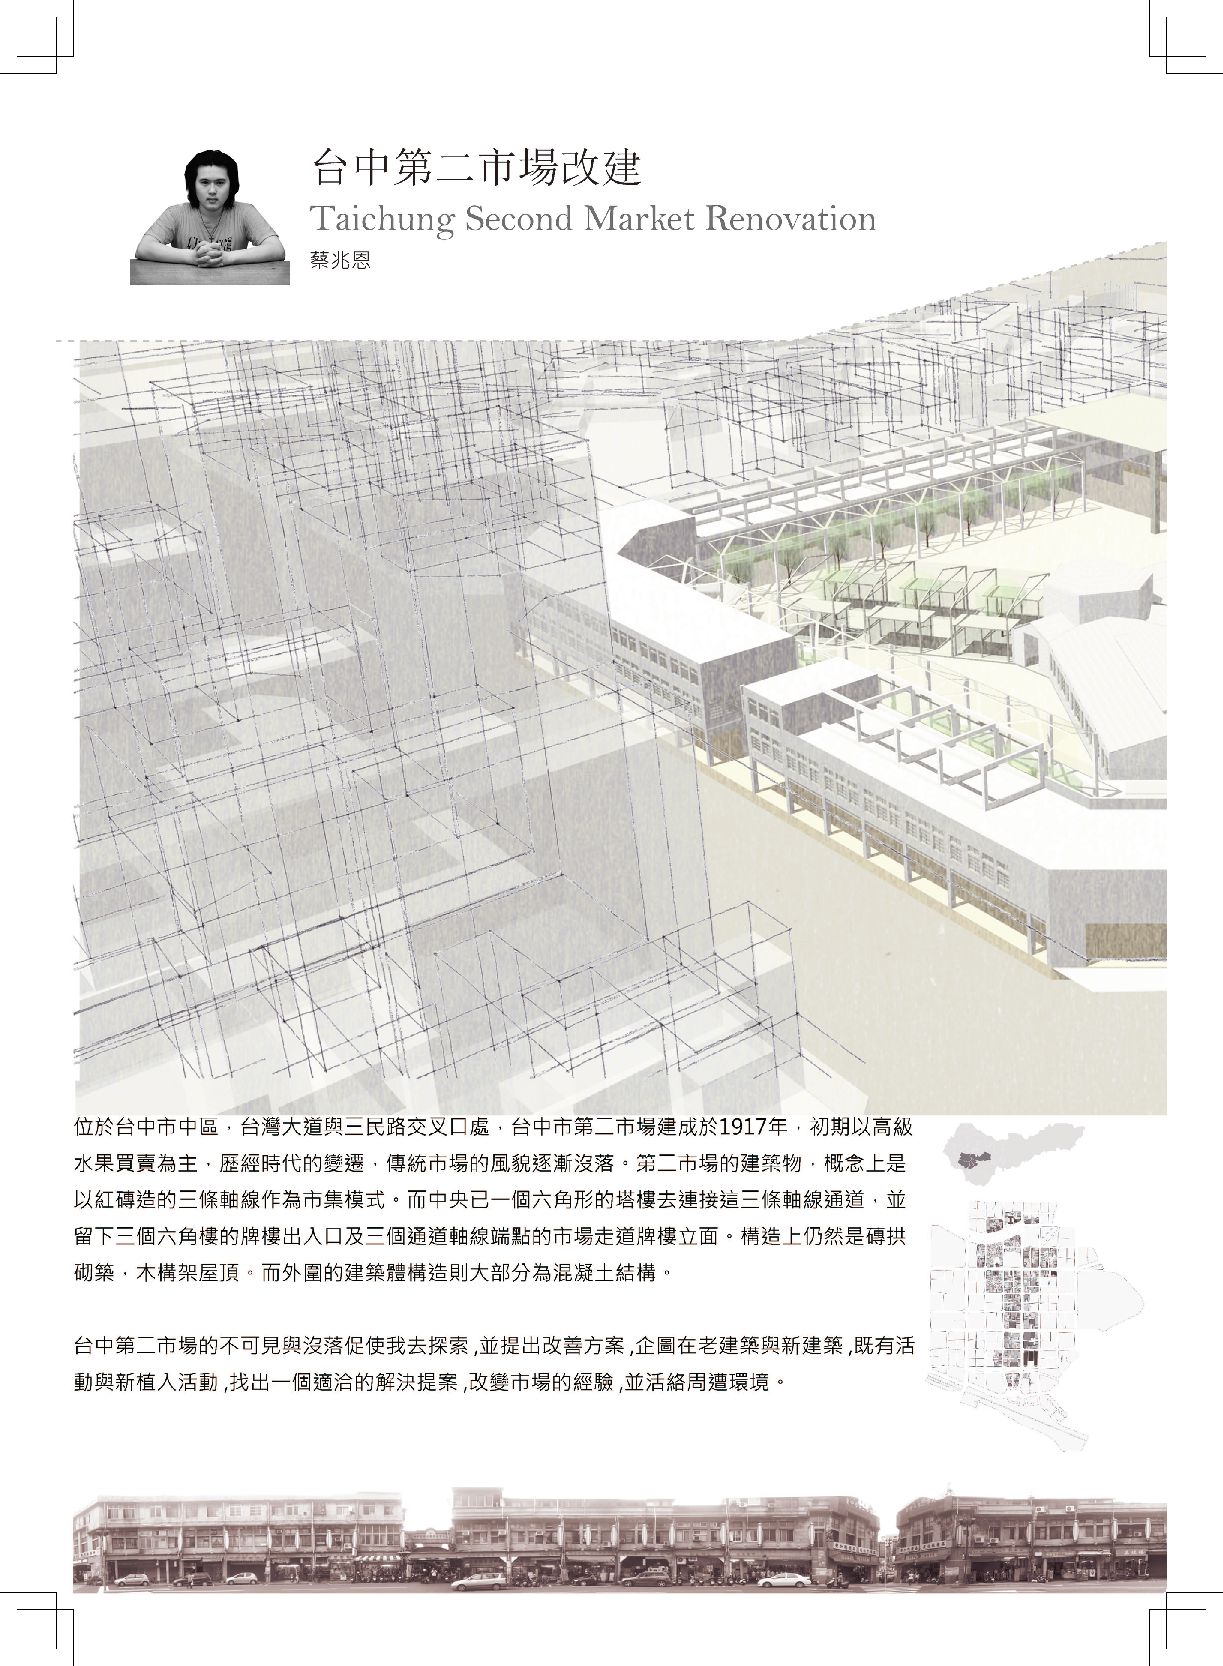 台中第二市場改建
Taichung Second Market Renovation
蔡兆恩
位於台中市中區，台灣大道與三民路交叉口處，台中市第二市場建成於1917年，初期以高級
水果買賣為主，歷經時代的變遷，傳統市場的風貌逐漸沒落。第二市場的建築物，概念上是
以紅磚造的三條軸線作為市集模式。而中央已一個六角形的塔樓去連接這三條軸線通道，並
留下三個六角樓的牌樓出入口及三個通道軸線端點的市場走道牌樓立面。構造上仍然是磚拱
砌築，木構架屋頂。而外圍的建築體構造則大部分為混凝土結構。
台中第二市場的不可見與沒落促使我去探索,並提出改善方案,企圖在老建築與新建築,既有活
動與新植入活動,找出一個適洽的解決提案,改變市場的經驗,並活絡周遭環境。